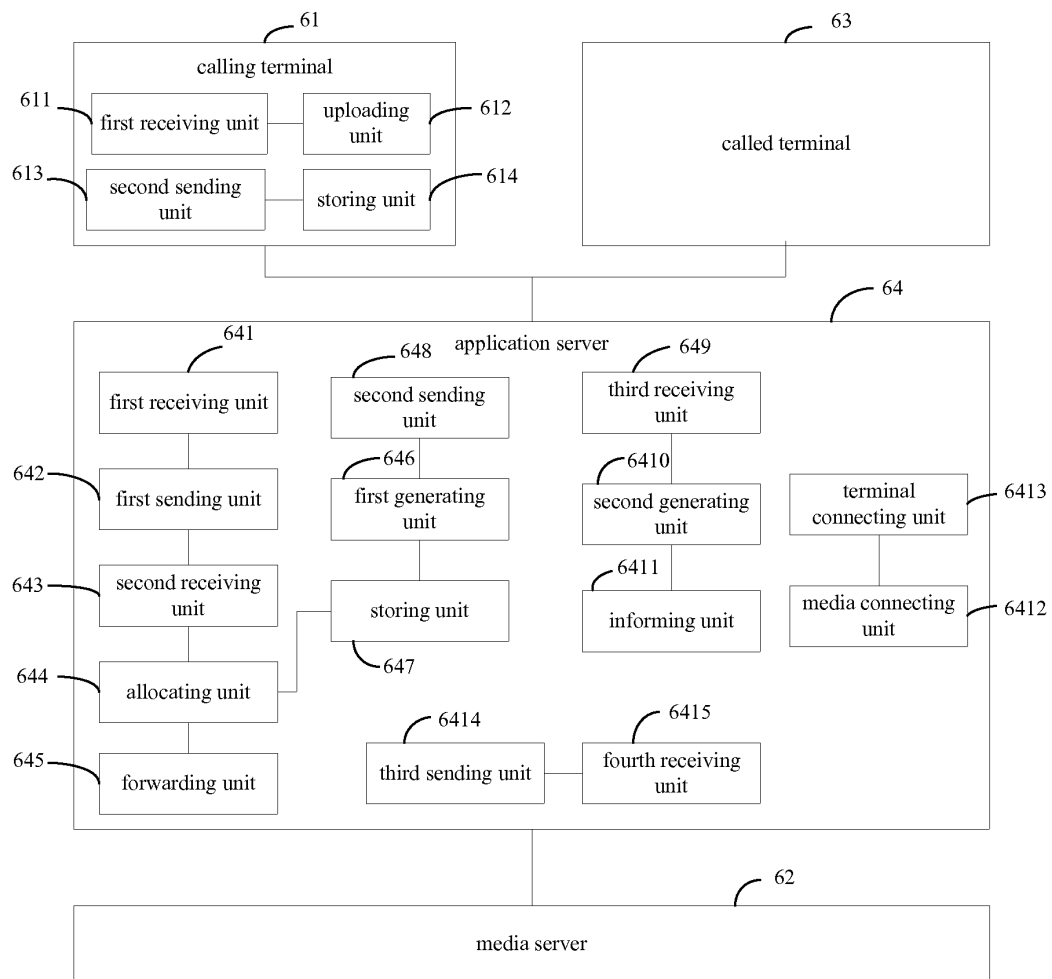 61
63
calling terminal
611
first receiving unit
uploading
unit
612
613
second sending
unit
storing unit
614
called terminal
64
application server
641
first receiving unit
648
second sending
unit
649
third receiving
unit
642
first sending unit
646
first generating
unit
6410
second generating
unit
terminal
connecting unit
6413
643
second receiving
unit
storing unit
647
6411
informing unit
media connecting
unit
6412
644
allocating unit
645
forwarding unit
6414
third sending unit
6415
fourth receiving
unit
62
media server